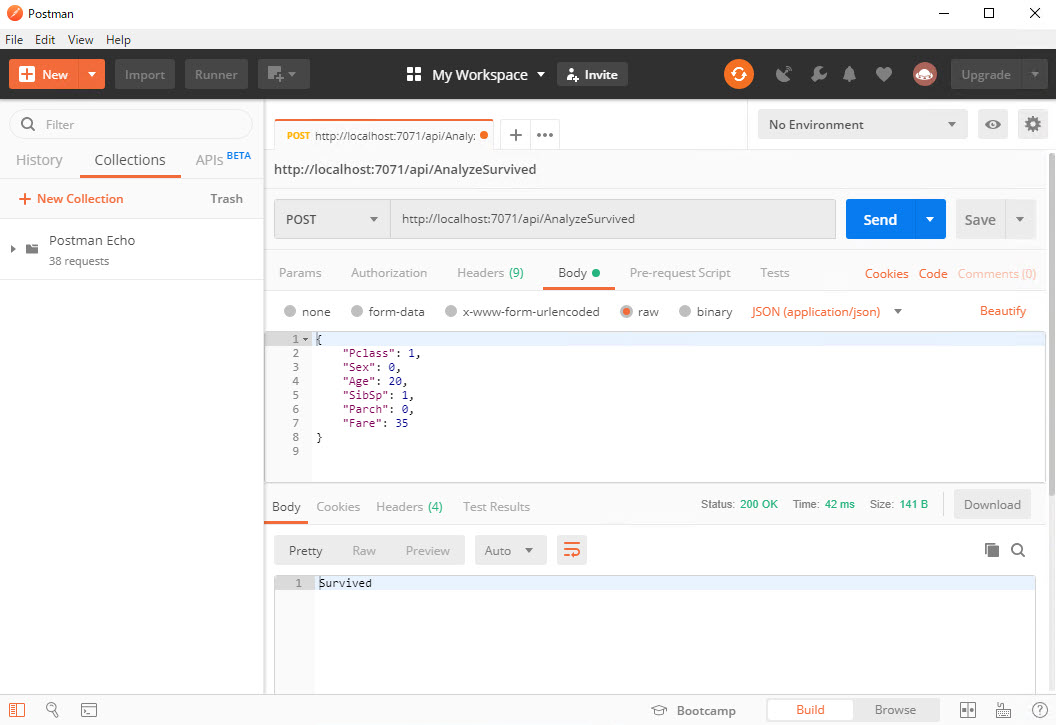 Postman
File Edit View Help
New Import Runner My Workspace Invite Upgrade
Filter
History Collections APIs BETA
New Collection Trash
Postman Echo
38 requests
POST http://localhost:7071/api/Analy: No Environment
http://localhost:7071/api/AnalyzeSurvived
POST http://localhost:7071/api/AnalyzeSurvived Send Save
Params Authorization Headers (9) Body Pre-request Script Tests Cookies Code Comments (0)
none form-data x-www-form-urlencoded raw binary JSON (application/json) Beautify
1 {
2 "Pclass": 1,
3 "Sex": 0,
4 "Age": 20,
5 "SibSp": 1,
6 "Parch": 0,
7 "Fare": 35
8 }
9
Body Cookies Headers (4) Test Results Status: 200 OK Time: 42 ms Size: 141 B Download
Pretty Raw Preview Auto
1 Survived
Bootcamp Build Browse